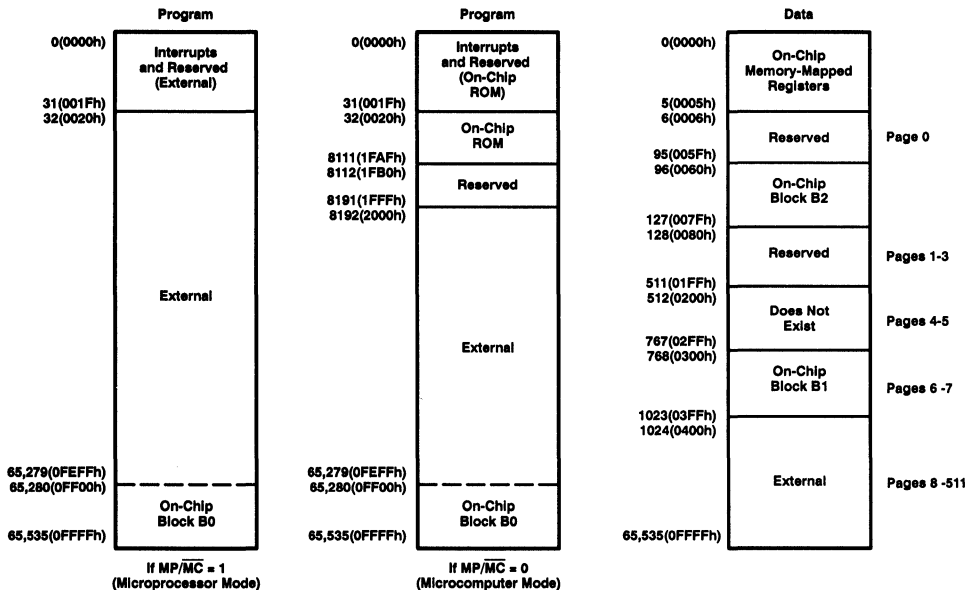 Program
0(0000h)
Interrupts
and Reserved
(External)
31(001Fh)
32(0020h)
External
65,279(0FEFFh)
65,280(0FF00h)
On-Chip
Block B0
65,535(0FFFFh)
If MP/M̅C̅ = 1
(Microprocessor Mode)
Program
0(0000h)
Interrupts
and Reserved
(On-Chip
ROM)
31(001Fh)
32(0020h)
On-Chip
ROM
8111(1FAFh)
8112(1FB0h)
Reserved
8191(1FFFh)
8192(2000h)
External
65,279(0FEFFh)
65,280(0FF00h)
On-Chip
Block B0
65,535(0FFFFh)
If MP/M̅C̅ = 0
(Microcomputer Mode)
Data
0(0000h)
On-Chip
Memory-Mapped
Registers
5(0005h)
6(0006h)
Reserved
Page 0
95(005Fh)
96(0060h)
On-Chip
Block B2
127(007Fh)
128(0080h)
Reserved
Pages 1-3
511(01FFh)
512(0200h)
Does Not
Exist
Pages 4-5
767(02FFh)
768(0300h)
On-Chip
Block B1
Pages 6 -7
1023(03FFh)
1024(0400h)
External
Pages 8 -511
65,535(0FFFFh)